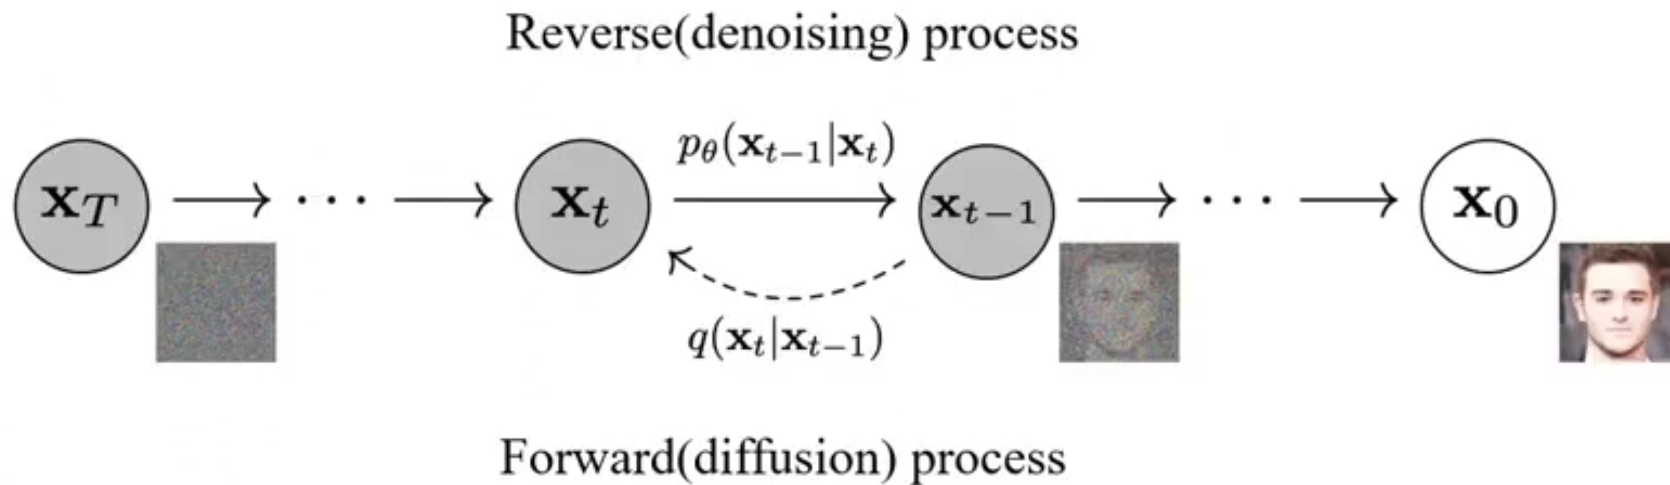 Reverse(denoising) process
x_T → ··· → x_t → x_{t−1} → ··· → x_0
p_θ(x_{t−1}|x_t)
q(x_t|x_{t−1})
Forward(diffusion) process